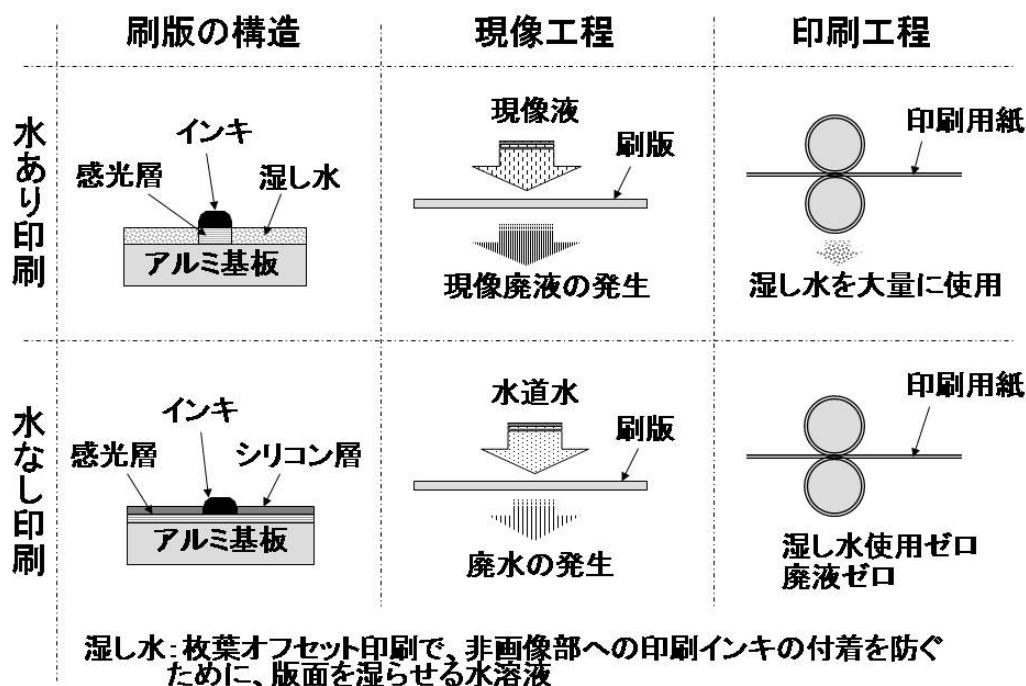 刷版の構造
現像工程
印刷工程
水あり印刷
インキ
感光層
湿し水
アルミ基板
現像液
刷版
現像廃液の発生
印刷用紙
湿し水を大量に使用
水なし印刷
インキ
感光層
シリコン層
アルミ基板
水道水
刷版
廃水の発生
印刷用紙
湿し水使用ゼロ
廃液ゼロ
湿し水：枚葉オフセット印刷で、非画像部への印刷インキの付着を防ぐ
ために、版面を湿らせる水溶液